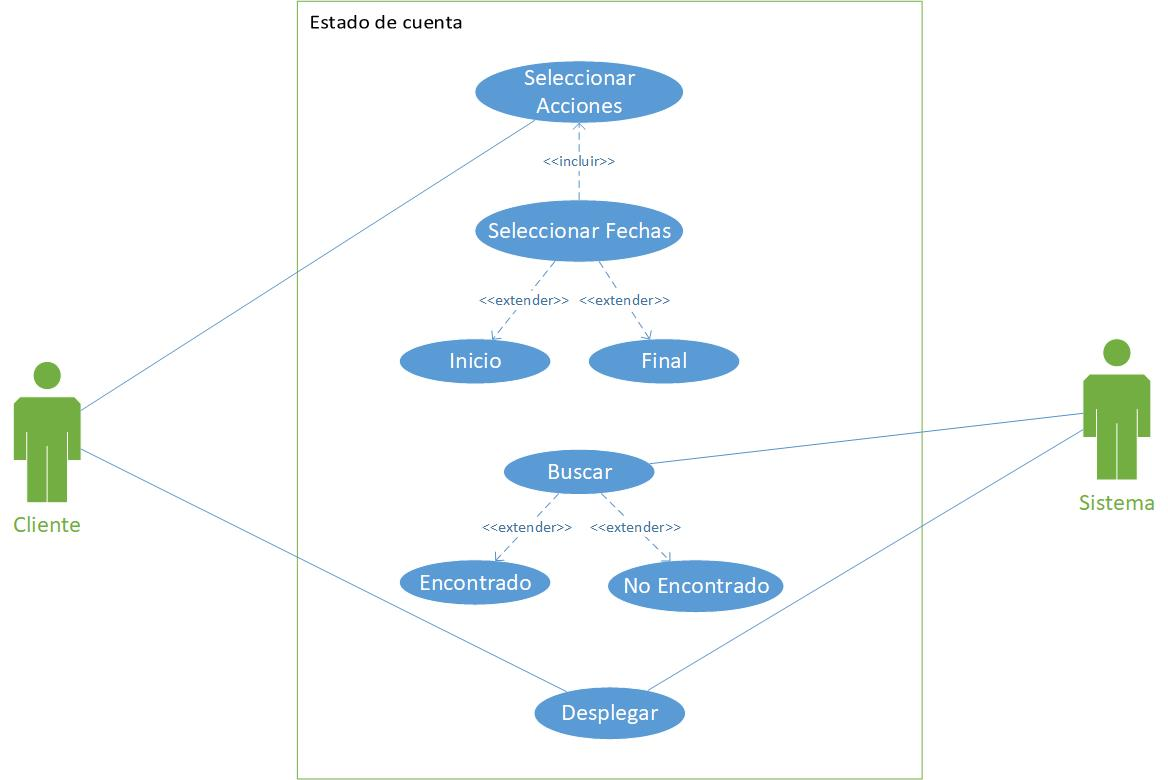 Estado de cuenta
Seleccionar
Acciones
<<incluir>>
Seleccionar Fechas
<<extender>> <<extender>>
Inicio
Final
Buscar
<<extender>> <<extender>>
Encontrado
No Encontrado
Desplegar
Cliente
Sistema